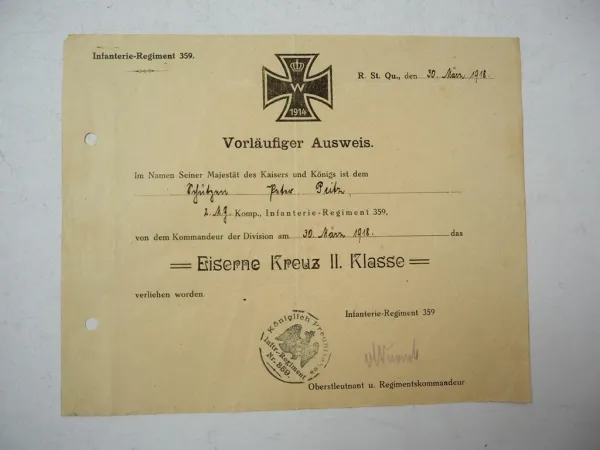 Infanterie-Regiment 359.
R. St. Qu., den 30. März 1918.
W
1914
Vorläufiger Ausweis.
Im Namen Seiner Majestät des Kaisers und Königs ist dem
Schützen Peter Peitz,
2. M.G. Komp., Infanterie-Regiment 359,
von dem Kommandeur der Division am 30. März 1918. das
Eiserne Kreuz II. Klasse
verliehen worden.
Infanterie-Regiment 359
Königlich Preuss
Inftr.-Regiment
Nr. 359.
Oberstleutnant u. Regimentskommandeur